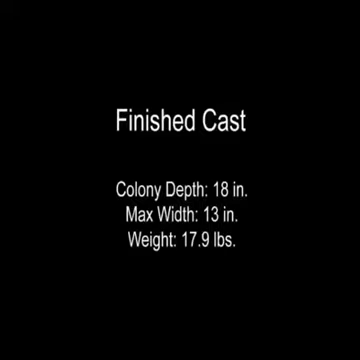 Finished Cast
Colony Depth: 18 in.
Max Width: 13 in.
Weight: 17.9 lbs.